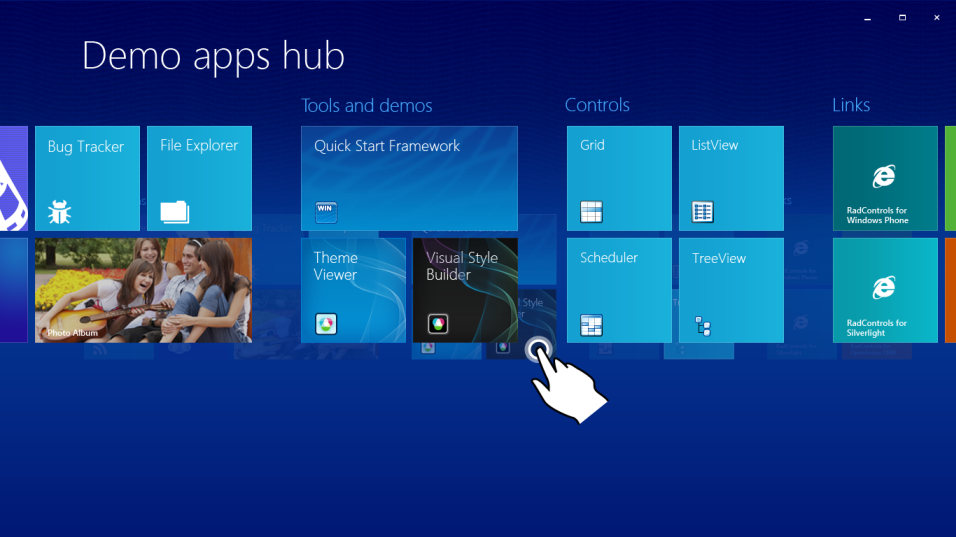 Demo apps hub
Tools and demos
Controls
Links
Bug Tracker
File Explorer
Quick Start Framework
WIN
Grid
ListView
RadControls for
Windows Phone
Photo Album
Theme
Viewer
Visual Style
Builder
Scheduler
TreeView
RadControls for
Silverlight